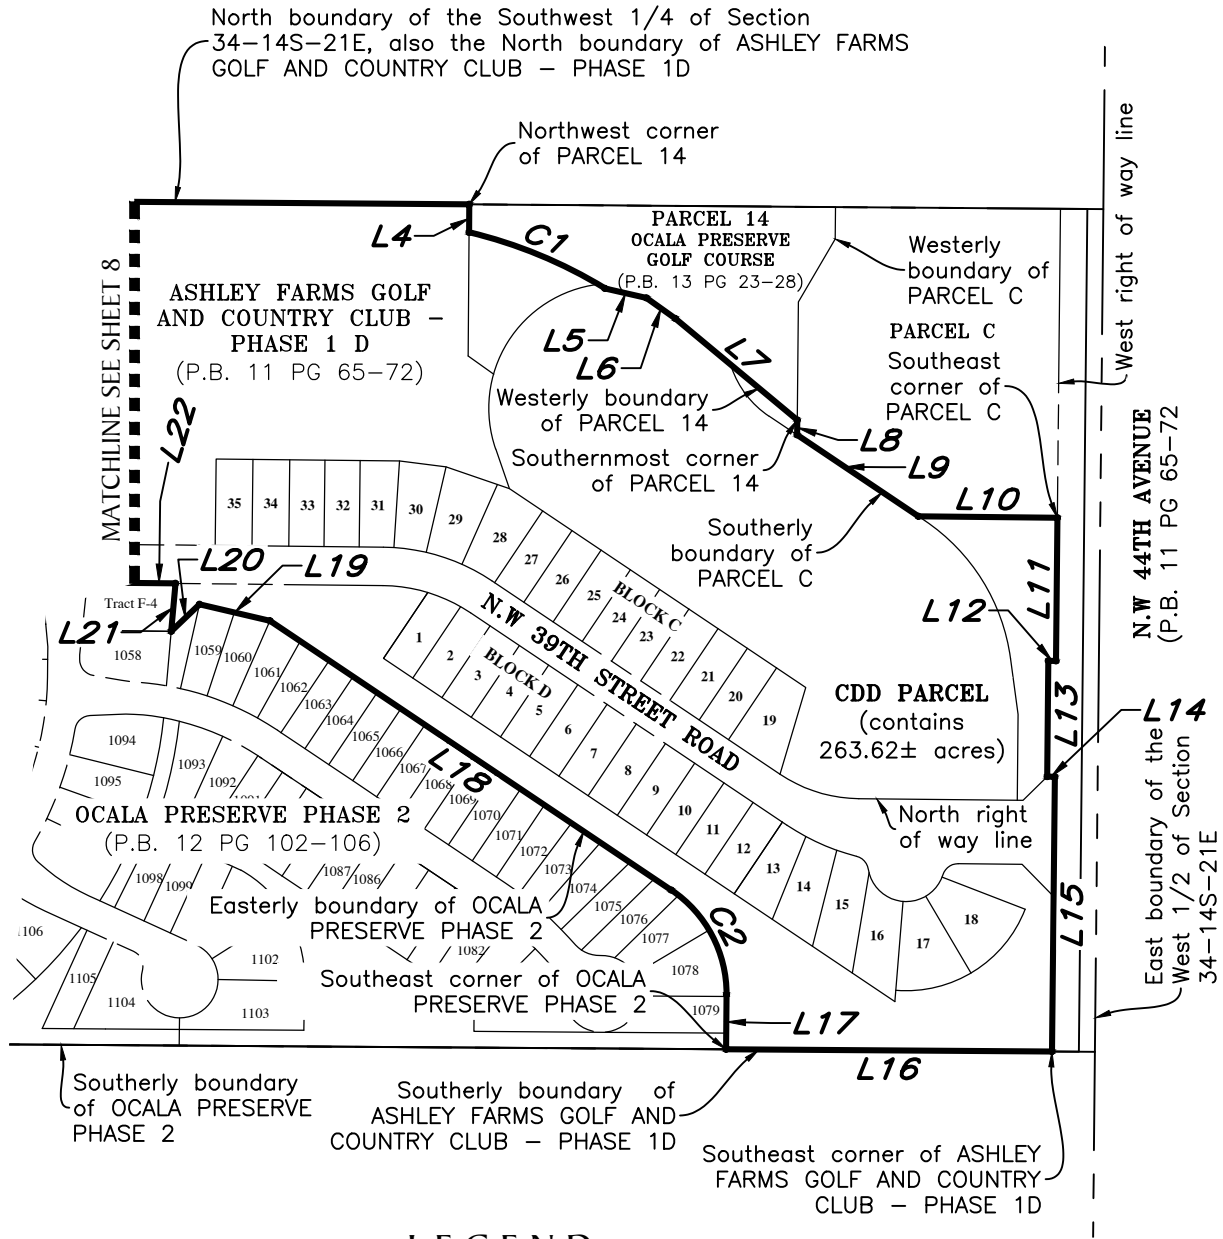 North boundary of the Southwest 1/4 of Section
34-14S-21E, also the North boundary of ASHLEY FARMS
GOLF AND COUNTRY CLUB - PHASE 1D
Northwest corner
of PARCEL 14
West right of way line
L4
C1
PARCEL 14
OCALA PRESERVE
GOLF COURSE
(P.B. 13 PG 23-28)
Westerly
boundary of
PARCEL C
MATCHLINE SEE SHEET 8
ASHLEY FARMS GOLF
AND COUNTRY CLUB -
PHASE 1 D
(P.B. 11 PG 65-72)
L5
L6
L7
PARCEL C
Southeast
corner of
PARCEL C
Westerly boundary
of PARCEL 14
L8
L9
Southernmost corner
of PARCEL 14
L10
L22
N.W 44TH AVENUE
(P.B. 11 PG 65-72
35
34
33
32
31
30
29
28
27
26
25
24
23
22
21
20
19
BLOCK C
Southerly
boundary of
PARCEL C
L11
L12
L20
L19
L21
Tract F-4
N.W 39TH STREET ROAD
BLOCK D
1
2
3
4
5
6
7
8
9
10
11
12
13
14
15
16
17
18
CDD PARCEL
(contains
263.62± acres)
L13
L14
North right
of way line
East boundary of the
West 1/2 of Section
34-14S-21E
L15
1058
1059
1060
1061
1062
1063
1064
1065
1066
1067
1068
1069
1070
1071
1072
1073
1074
1075
1076
1077
1078
1079
L18
1094
1095
1093
1092
OCALA PRESERVE PHASE 2
(P.B. 12 PG 102-106)
1098
1099
1087
1086
1082
Easterly boundary of OCALA
PRESERVE PHASE 2
C2
1102
1103
1104
1105
Southeast corner of OCALA
PRESERVE PHASE 2
L17
L16
Southerly boundary
of OCALA PRESERVE
PHASE 2
Southerly boundary of
ASHLEY FARMS GOLF AND
COUNTRY CLUB - PHASE 1D
Southeast corner of ASHLEY
FARMS GOLF AND COUNTRY
CLUB - PHASE 1D